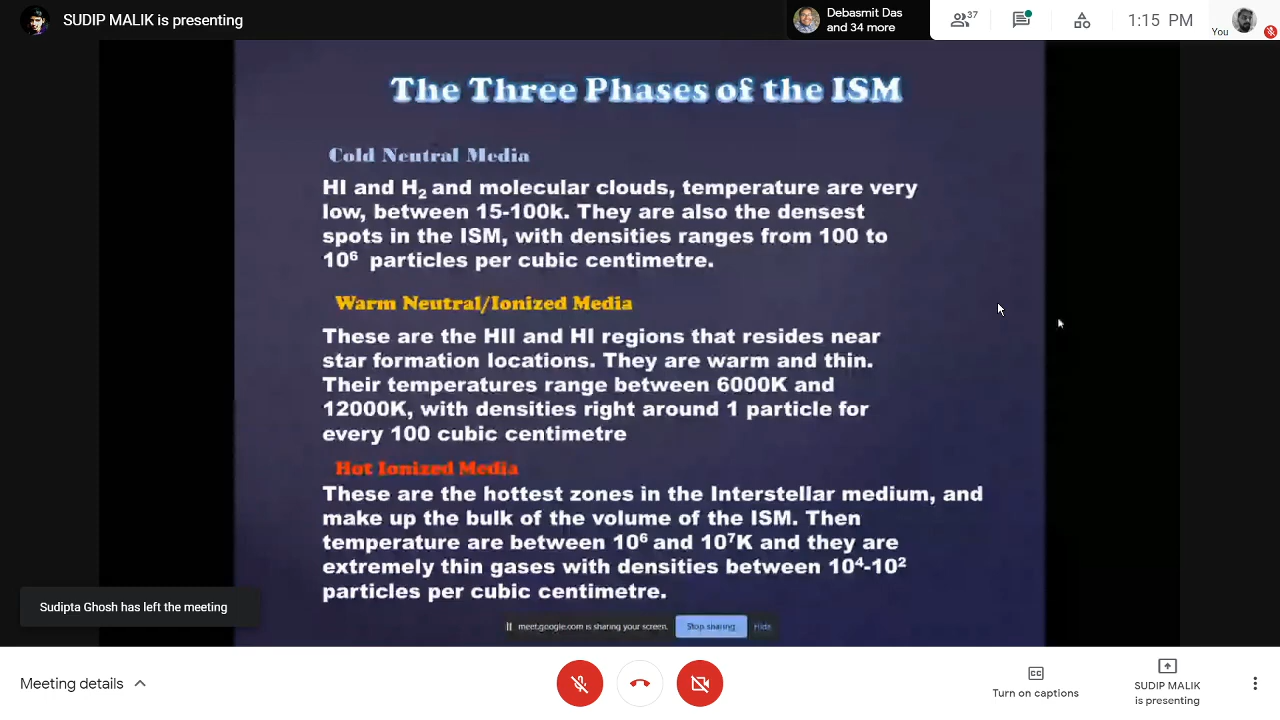 SUDIP MALIK is presenting
Debasmit Das
and 34 more
37
1:15 PM
You
The Three Phases of the ISM
Cold Neutral Media
HI and H₂ and molecular clouds, temperature are very
low, between 15-100k. They are also the densest
spots in the ISM, with densities ranges from 100 to
10⁶ particles per cubic centimetre.
Warm Neutral/Ionized Media
These are the HII and HI regions that resides near
star formation locations. They are warm and thin.
Their temperatures range between 6000K and
12000K, with densities right around 1 particle for
every 100 cubic centimetre
Hot Ionized Media
These are the hottest zones in the Interstellar medium, and
make up the bulk of the volume of the ISM. Then
temperature are between 10⁶ and 10⁷K and they are
extremely thin gases with densities between 10⁴-10²
particles per cubic centimetre.
Sudipta Ghosh has left the meeting
meet.google.com is sharing your screen.
Stop sharing
Hide
Meeting details
CC
Turn on captions
SUDIP MALIK
is presenting